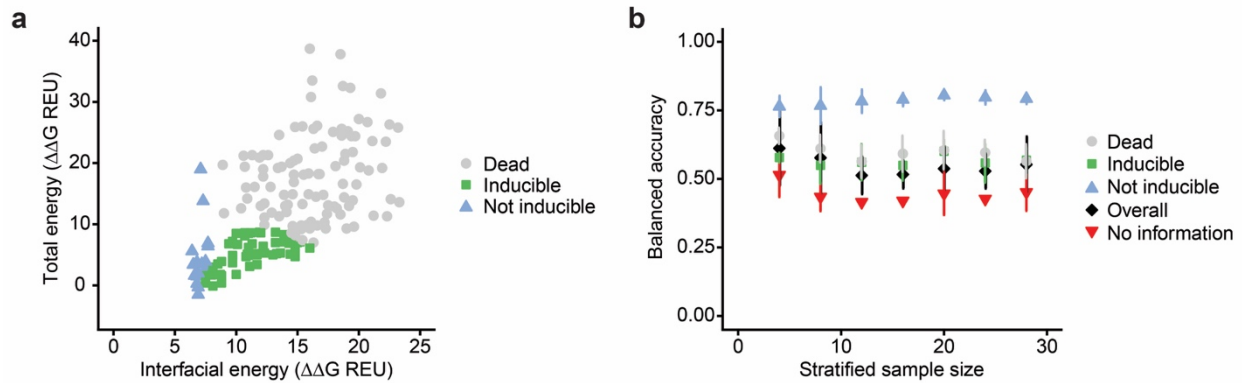 a
Total energy (ΔΔG REU)
40
30
20
10
0
0 5 10 15 20 25
Interfacial energy (ΔΔG REU)
Dead
Inducible
Not inducible
b
Balanced accuracy
1.00
0.75
0.50
0.25
0.00
0 10 20 30
Stratified sample size
Dead
Inducible
Not inducible
Overall
No information